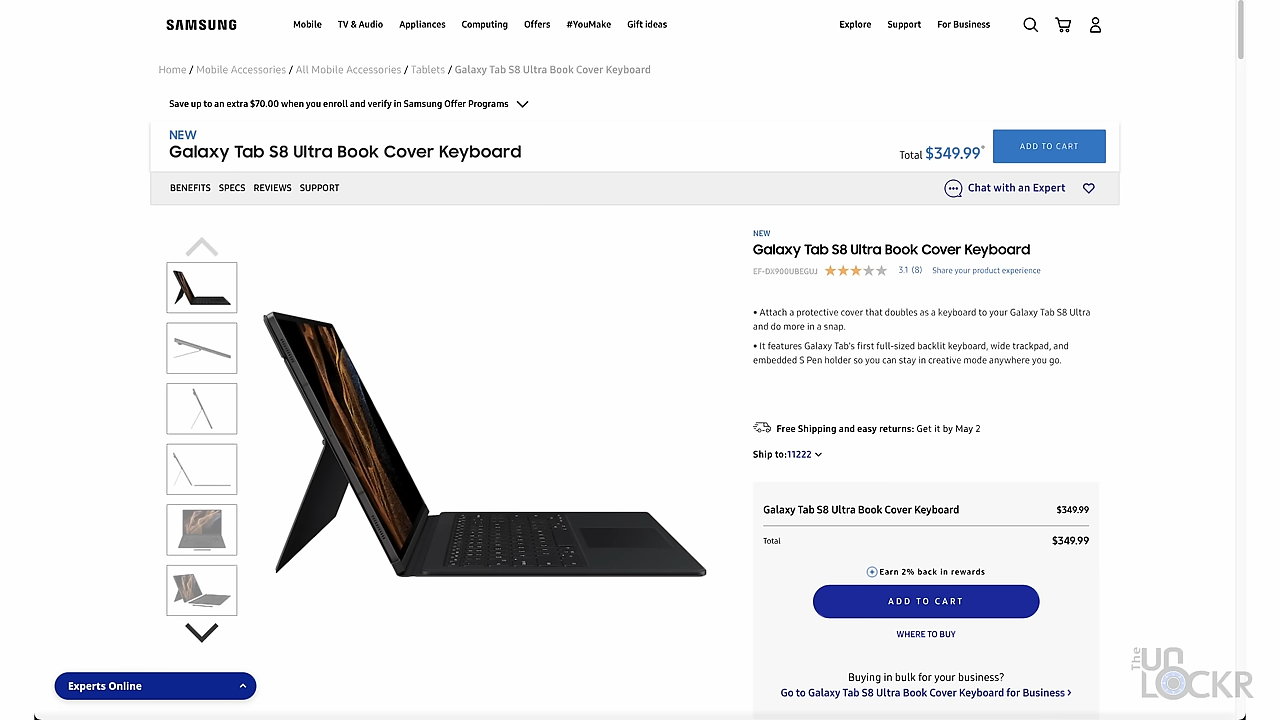 SAMSUNG
Mobile TV & Audio Appliances Computing Offers #YouMake Gift ideas Explore Support For Business
Home / Mobile Accessories / All Mobile Accessories / Tablets / Galaxy Tab S8 Ultra Book Cover Keyboard
Save up to an extra $70.00 when you enroll and verify in Samsung Offer Programs
NEW
Galaxy Tab S8 Ultra Book Cover Keyboard
Total $349.99*
ADD TO CART
BENEFITS SPECS REVIEWS SUPPORT
Chat with an Expert
NEW
Galaxy Tab S8 Ultra Book Cover Keyboard
EF-DX900UBEGUJ 3.1 (8) Share your product experience
• Attach a protective cover that doubles as a keyboard to your Galaxy Tab S8 Ultra
and do more in a snap.
• It features Galaxy Tab's first full-sized backlit keyboard, wide trackpad, and
embedded S Pen holder so you can stay in creative mode anywhere you go.
Free Shipping and easy returns: Get it by May 2
Ship to:11222
Galaxy Tab S8 Ultra Book Cover Keyboard $349.99
Total $349.99
Earn 2% back in rewards
ADD TO CART
WHERE TO BUY
Buying in bulk for your business?
Go to Galaxy Tab S8 Ultra Book Cover Keyboard for Business >
Experts Online
The UNLOCKR